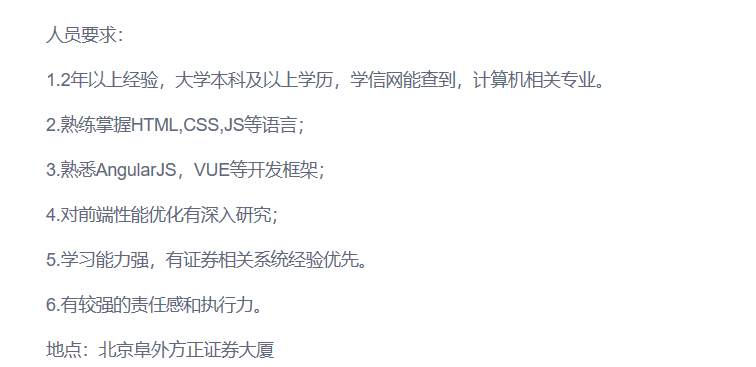 人员要求：
1.2年以上经验，大学本科及以上学历，学信网能查到，计算机相关专业。
2.熟练掌握HTML,CSS,JS等语言；
3.熟悉AngularJS，VUE等开发框架；
4.对前端性能优化有深入研究；
5.学习能力强，有证券相关系统经验优先。
6.有较强的责任感和执行力。
地点：北京阜外方正证券大厦